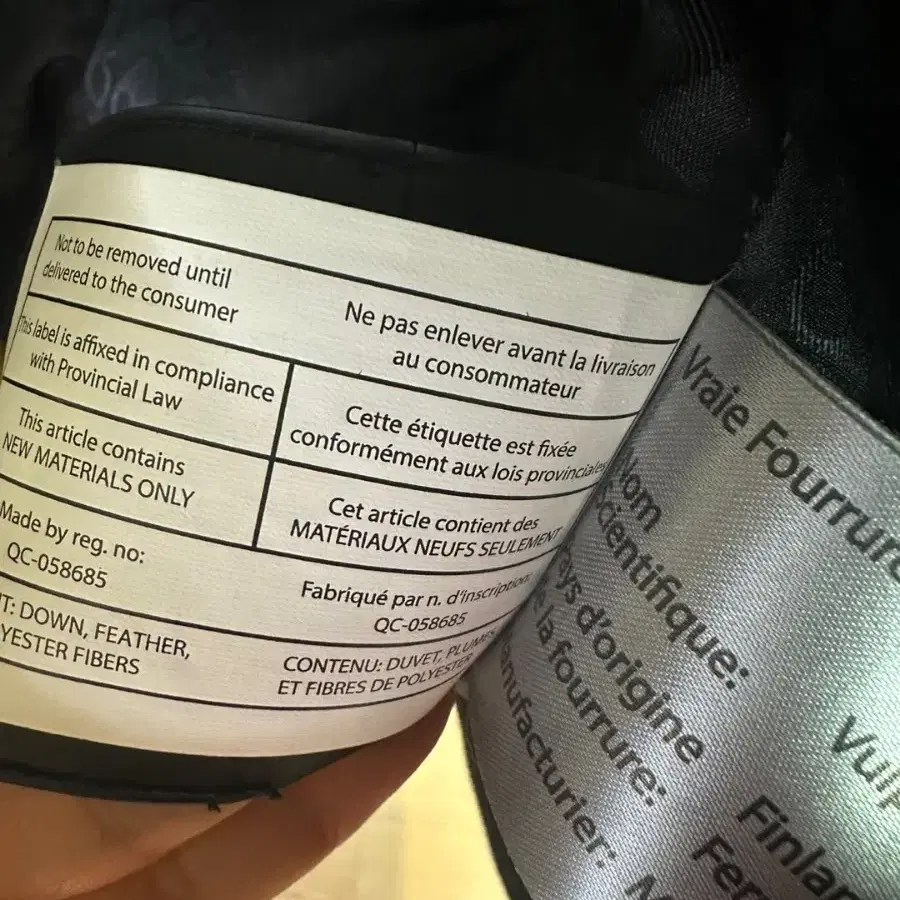 Not to be removed until
delivered to the consumer
Ne pas enlever avant la livraison
au consommateur
This label is affixed in compliance
with Provincial Law
Cette étiquette est fixée
conformément aux lois provinciales
This article contains
NEW MATERIALS ONLY
Cet article contient des
MATÉRIAUX NEUFS SEULEMENT
Made by reg. no:
QC-058685
Fabriqué par n. d'inscription:
QC-058685
T: DOWN, FEATHER,
YESTER FIBERS
CONTENU: DUVET, PLUMES
ET FIBRES DE POLYESTER
Vraie Fourrure
Nom
Scientifique:
Vulp
Pays d'origine
de la fourrure:
Finlan
Manufacturier: